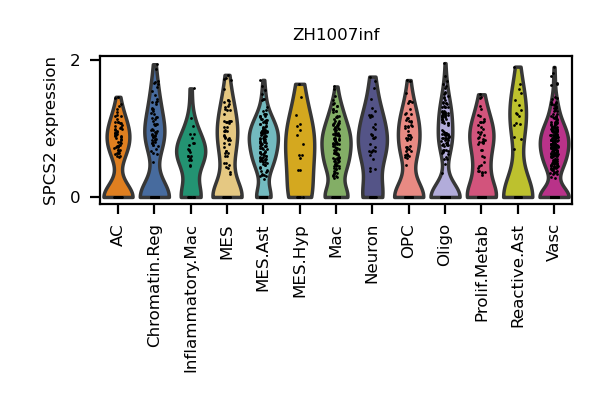 ZH1007inf
SPCS2 expression
2
0
AC
Chromatin.Reg
Inflammatory.Mac
MES
MES.Ast
MES.Hyp
Mac
Neuron
OPC
Oligo
Prolif.Metab
Reactive.Ast
Vasc